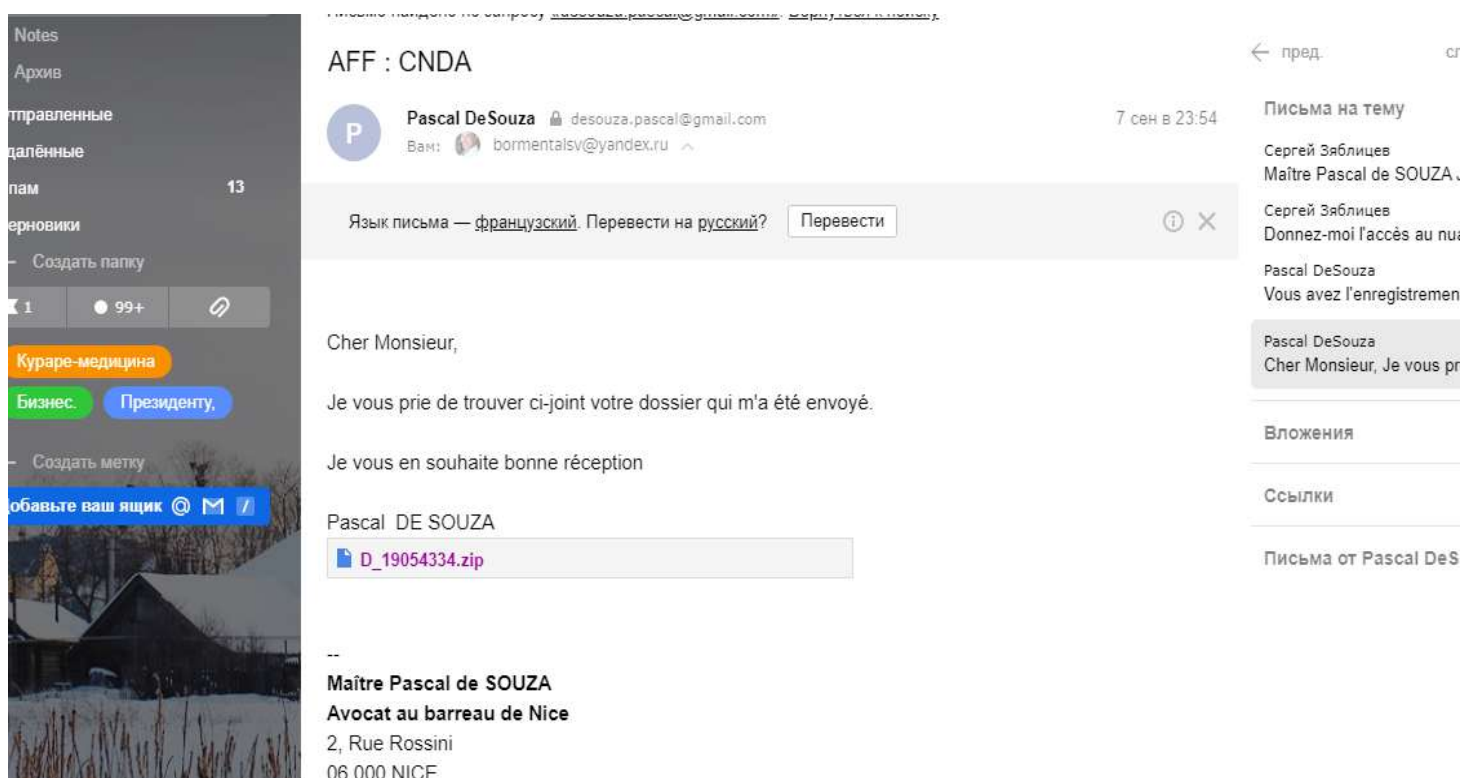 Notes
Архив
тправленные
далённые
пам 13
ерновики
Создать папку
1 99+
Кураре-медицина
Бизнес. Президенту,
Создать метку
обавьте ваш ящик
AFF : CNDA
P
Pascal DeSouza desouza.pascal@gmail.com 7 сен в 23:54
Вам: bormentalsv@yandex.ru
Язык письма — французский. Перевести на русский? Перевести
Cher Monsieur,
Je vous prie de trouver ci-joint votre dossier qui m'a été envoyé.
Je vous en souhaite bonne réception
Pascal DE SOUZA
D_19054334.zip
--
Maître Pascal de SOUZA
Avocat au barreau de Nice
2, Rue Rossini
06 000 NICE
← пред. сл
Письма на тему
Сергей Зяблицев
Maître Pascal de SOUZA J
Сергей Зяблицев
Donnez-moi l'accès au nua
Pascal DeSouza
Vous avez l'enregistremen
Pascal DeSouza
Cher Monsieur, Je vous pr
Вложения
Ссылки
Письма от Pascal DeS